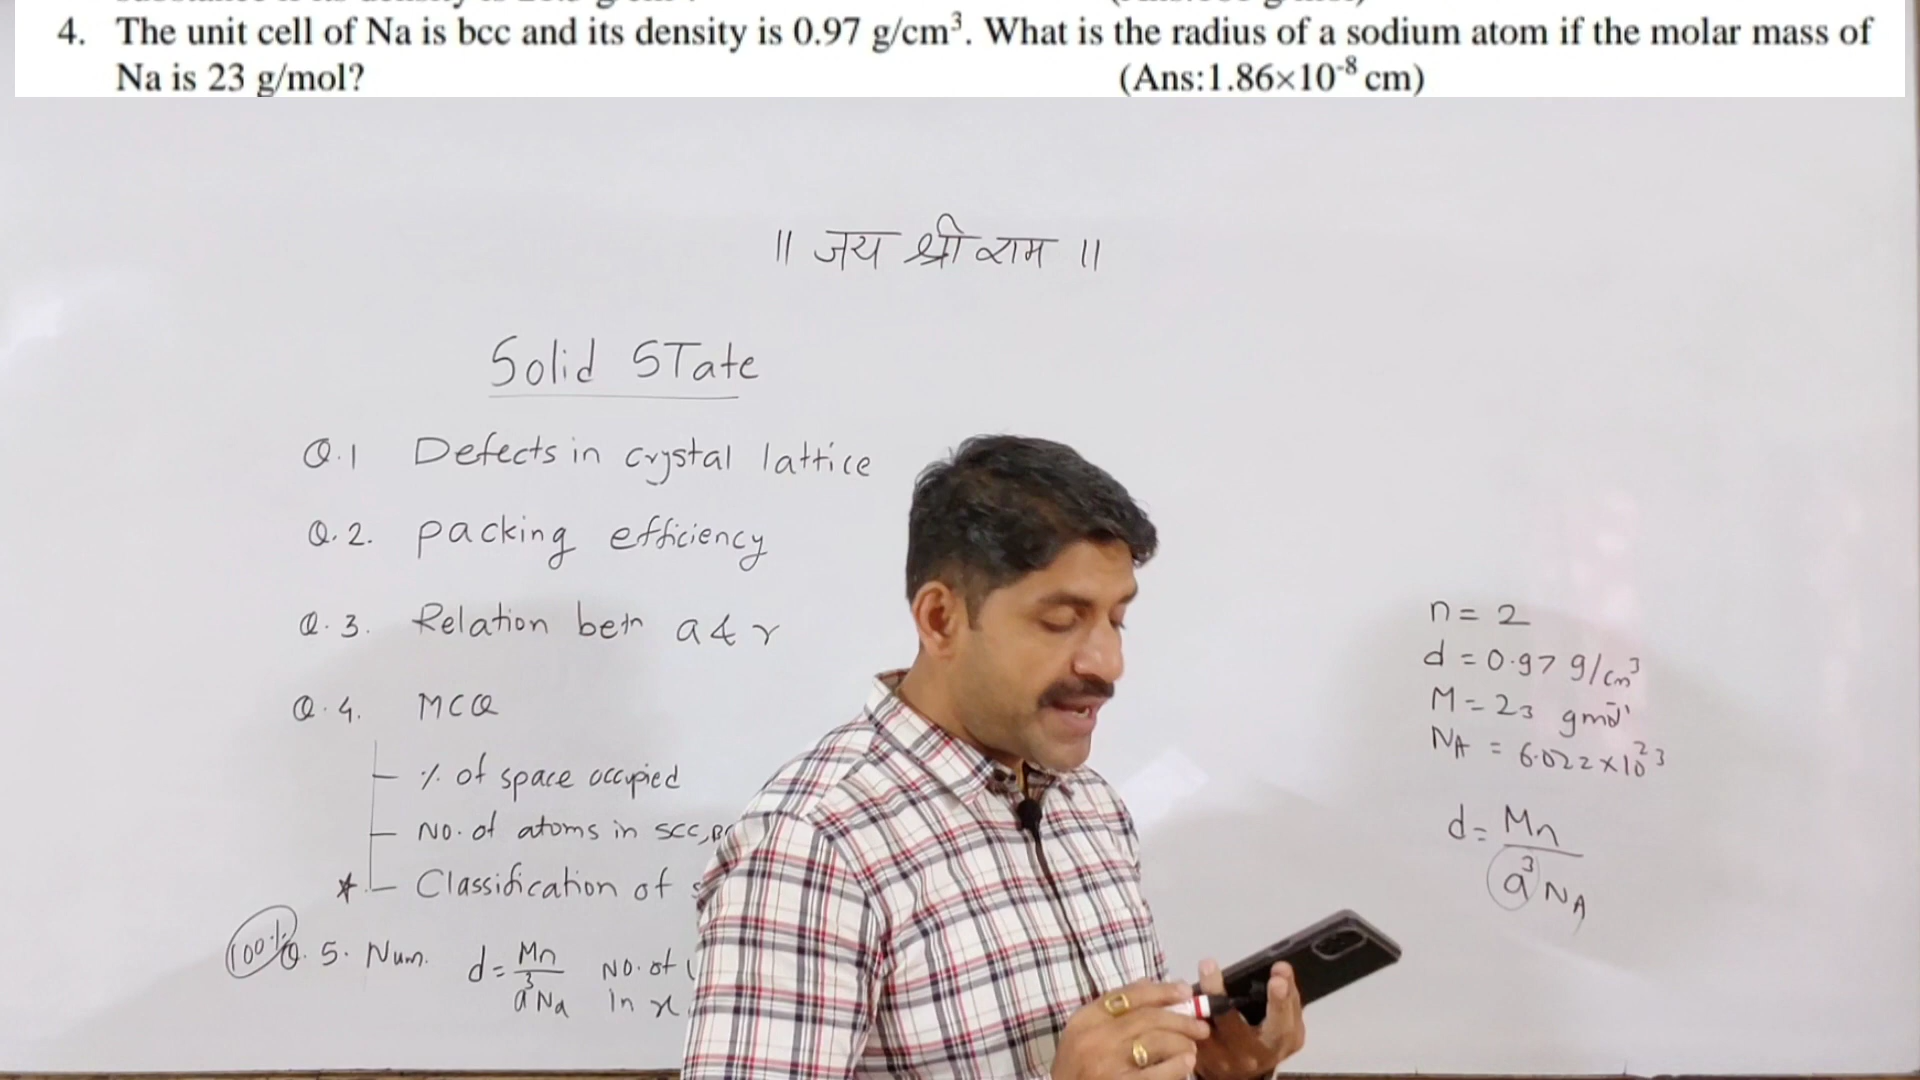 4. The unit cell of Na is bcc and its density is 0.97 g/cm³. What is the radius of a sodium atom if the molar mass of
Na is 23 g/mol? (Ans:1.86×10⁻⁸ cm)
॥ जय श्री राम ॥
Solid STate
Q.1 Defects in crystal lattice
Q.2. packing efficiency
Q.3. Relation betn a & r
Q.4. MCQ
% of space occupied
No. of atoms in scc,
* Classification of
100% Q.5. Num. d = Mn / a³Na No. of
in x
n = 2
d = 0.97 g/cm³
M = 23 gmol⁻¹
NA = 6.022×10²³
d = Mn / a³ NA